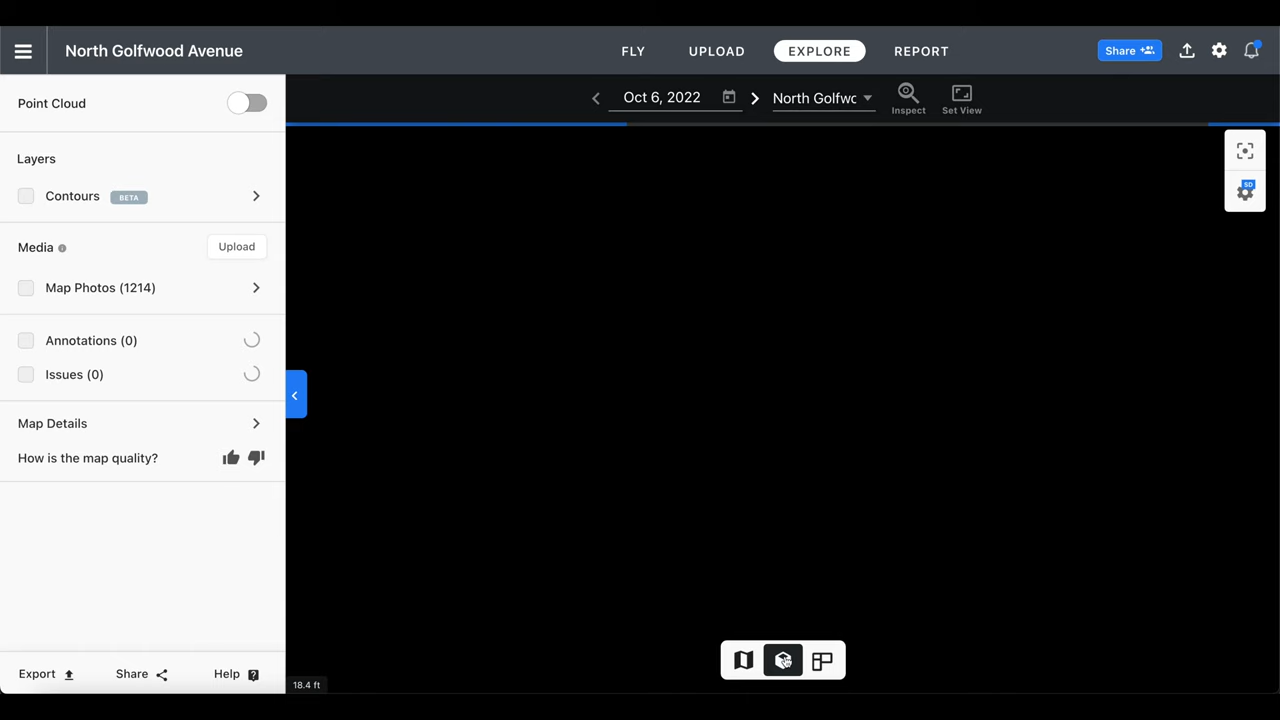 North Golfwood Avenue
FLY
UPLOAD
EXPLORE
REPORT
Share
Point Cloud
Oct 6, 2022
North Golfwc
Inspect
Set View
SD
Layers
Contours BETA
Media
Upload
Map Photos (1214)
Annotations (0)
Issues (0)
Map Details
How is the map quality?
Export
Share
Help
18.4 ft